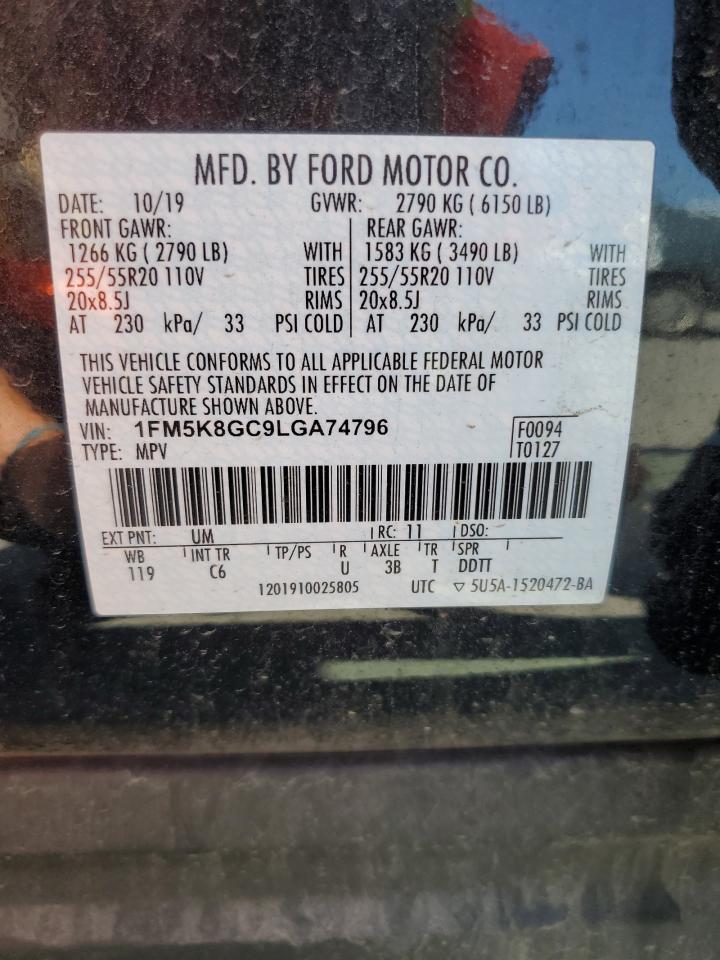 MFD. BY FORD MOTOR CO.
DATE: 10/19 GVWR: 2790 KG ( 6150 LB)
FRONT GAWR: REAR GAWR:
1266 KG ( 2790 LB) WITH 1583 KG ( 3490 LB) WITH
255/55R20 110V TIRES 255/55R20 110V TIRES
20x8.5J RIMS 20x8.5J RIMS
AT 230 kPa/ 33 PSI COLD AT 230 kPa/ 33 PSI COLD
THIS VEHICLE CONFORMS TO ALL APPLICABLE FEDERAL MOTOR
VEHICLE SAFETY STANDARDS IN EFFECT ON THE DATE OF
MANUFACTURE SHOWN ABOVE.
VIN: 1FM5K8GC9LGA74796 F0094
TYPE: MPV T0127
EXT PNT: UM RC: 11 DSO:
WB INT TR TP/PS R AXLE TR SPR
119 C6 U 3B T DDTT
1201910025805 UTC ▽ 5U5A-1520472-BA